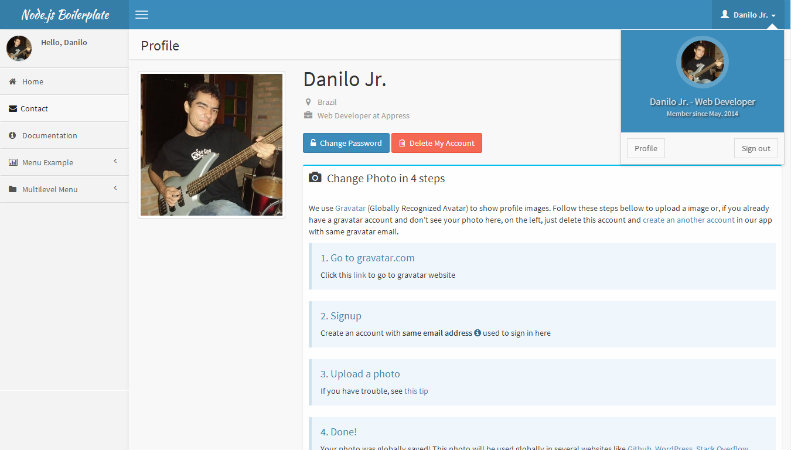 Node.js Boilerplate
Danilo Jr.
Hello, Danilo
Home
Contact
Documentation
Menu Example
Multilevel Menu
Profile
Danilo Jr.
Brazil
Web Developer at Appress
Change Password
Delete My Account
Danilo Jr. - Web Developer
Member since May. 2014
Profile
Sign out
Change Photo in 4 steps
We use Gravatar (Globally Recognized Avatar) to show profile images. Follow these steps bellow to upload a image or, if you already
have a gravatar account and don't see your photo here, on the left, just delete this account and create an another account in our app
with same gravatar email.
1. Go to gravatar.com
Click this link to go to gravatar website
2. Signup
Create an account with same email address used to sign in here
3. Upload a photo
If you have trouble, see this tip
4. Done!
Your photo was globally saved! This photo will be used globally in several websites like Github, WordPress, Stack Overflow,